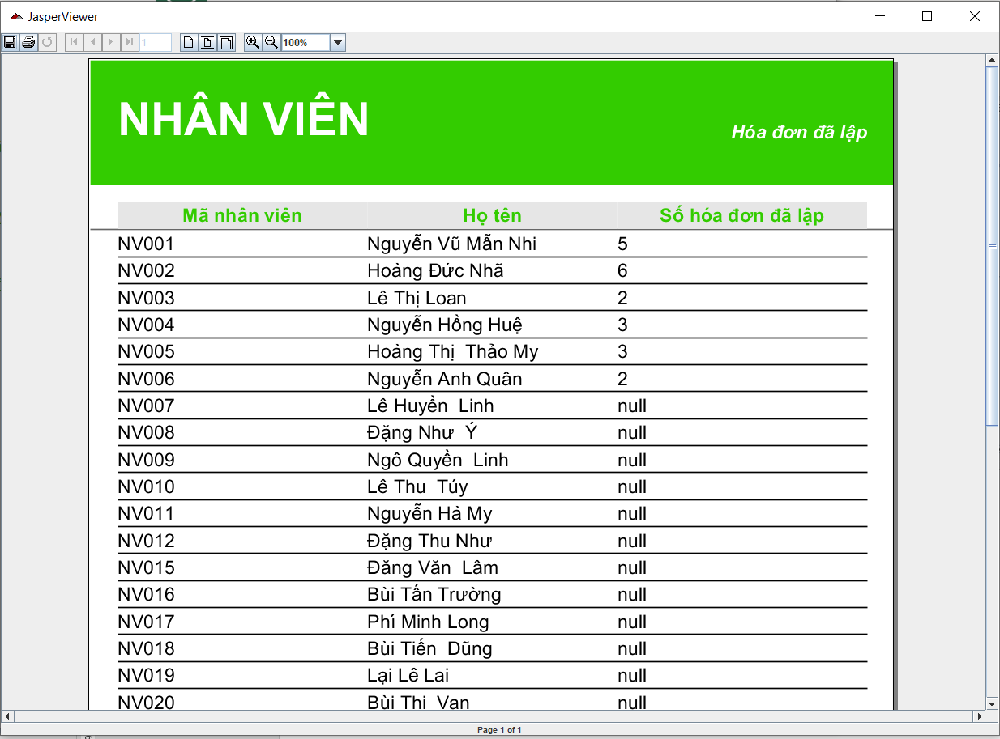 JasperViewer
1
100%
NHÂN VIÊN
Hóa đơn đã lập
Mã nhân viên Họ tên Số hóa đơn đã lập
NV001 Nguyễn Vũ Mẫn Nhi 5
NV002 Hoàng Đức Nhã 6
NV003 Lê Thị Loan 2
NV004 Nguyễn Hồng Huệ 3
NV005 Hoàng Thị  Thảo My 3
NV006 Nguyễn Anh Quân 2
NV007 Lê Huyền  Linh null
NV008 Đặng Như  Ý null
NV009 Ngô Quyền  Linh null
NV010 Lê Thu  Túy null
NV011 Nguyễn Hà My null
NV012 Đặng Thu Như null
NV015 Đăng Văn  Lâm null
NV016 Bùi Tấn Trường null
NV017 Phí Minh Long null
NV018 Bùi Tiến  Dũng null
NV019 Lại Lê Lai null
NV020 Bùi Thị  Van null
Page 1 of 1